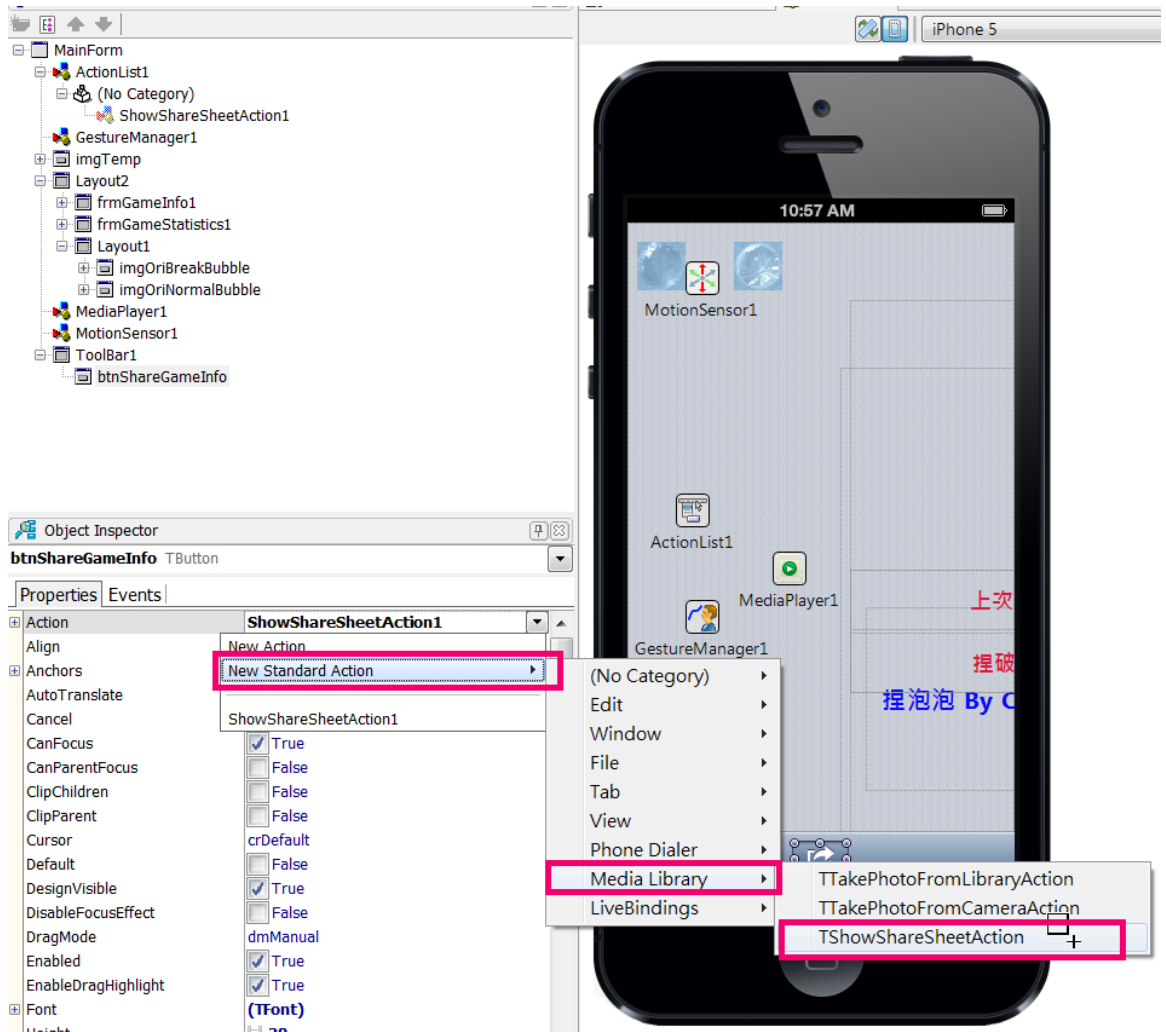 MainForm
ActionList1
(No Category)
ShowShareSheetAction1
GestureManager1
imgTemp
Layout2
frmGameInfo1
frmGameStatistics1
Layout1
imgOriBreakBubble
imgOriNormalBubble
MediaPlayer1
MotionSensor1
ToolBar1
btnShareGameInfo
Object Inspector
btnShareGameInfo TButton
Properties Events
Action ShowShareSheetAction1
Align
Anchors
AutoTranslate
Cancel
CanFocus True
CanParentFocus False
ClipChildren False
ClipParent False
Cursor crDefault
Default False
DesignVisible True
DisableFocusEffect False
DragMode dmManual
Enabled True
EnableDragHighlight True
Font (TFont)
New Action
New Standard Action
ShowShareSheetAction1
(No Category)
Edit
Window
File
Tab
View
Phone Dialer
Media Library
LiveBindings
TTakePhotoFromLibraryAction
TTakePhotoFromCameraAction
TShowShareSheetAction
iPhone 5
10:57 AM
MotionSensor1
ActionList1
MediaPlayer1
GestureManager1
上次
捏破
捏泡泡 By C